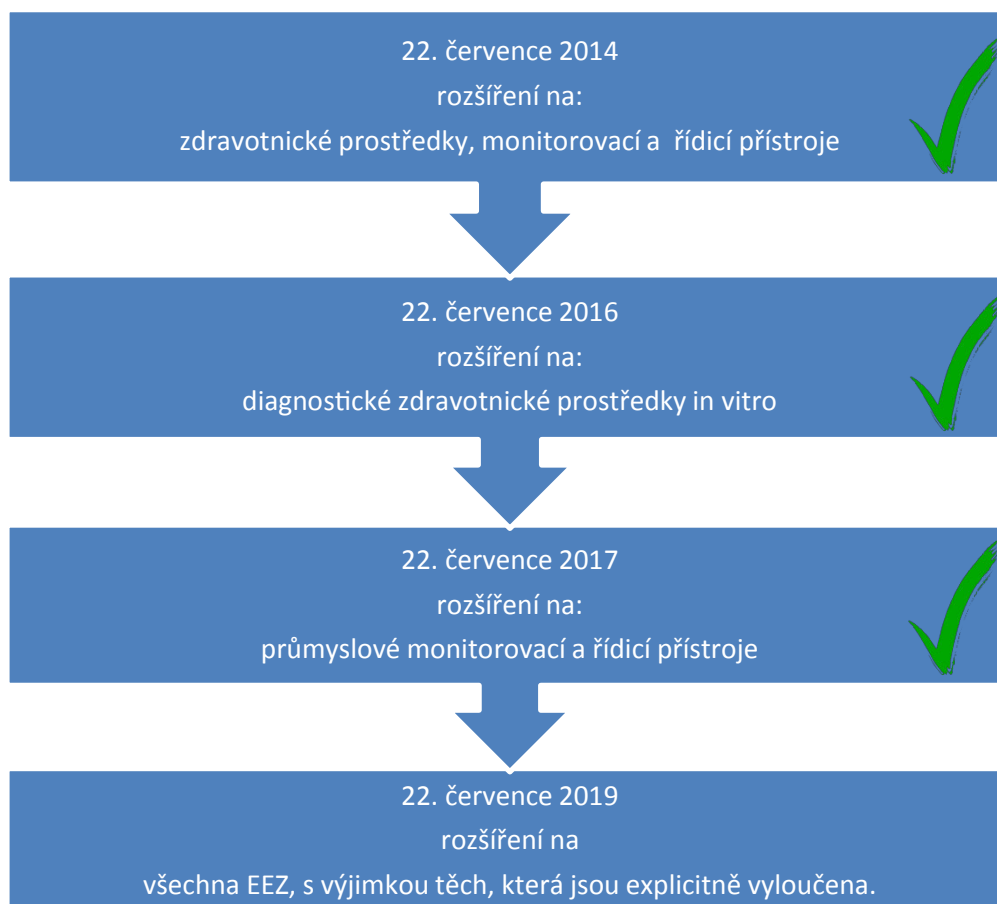 22. července 2014
rozšíření na:
zdravotnické prostředky, monitorovací a řídicí přístroje
22. července 2016
rozšíření na:
diagnostické zdravotnické prostředky in vitro
22. července 2017
rozšíření na:
průmyslové monitorovací a řídicí přístroje
22. července 2019
rozšíření na
všechna EEZ, s výjimkou těch, která jsou explicitně vyloučena.